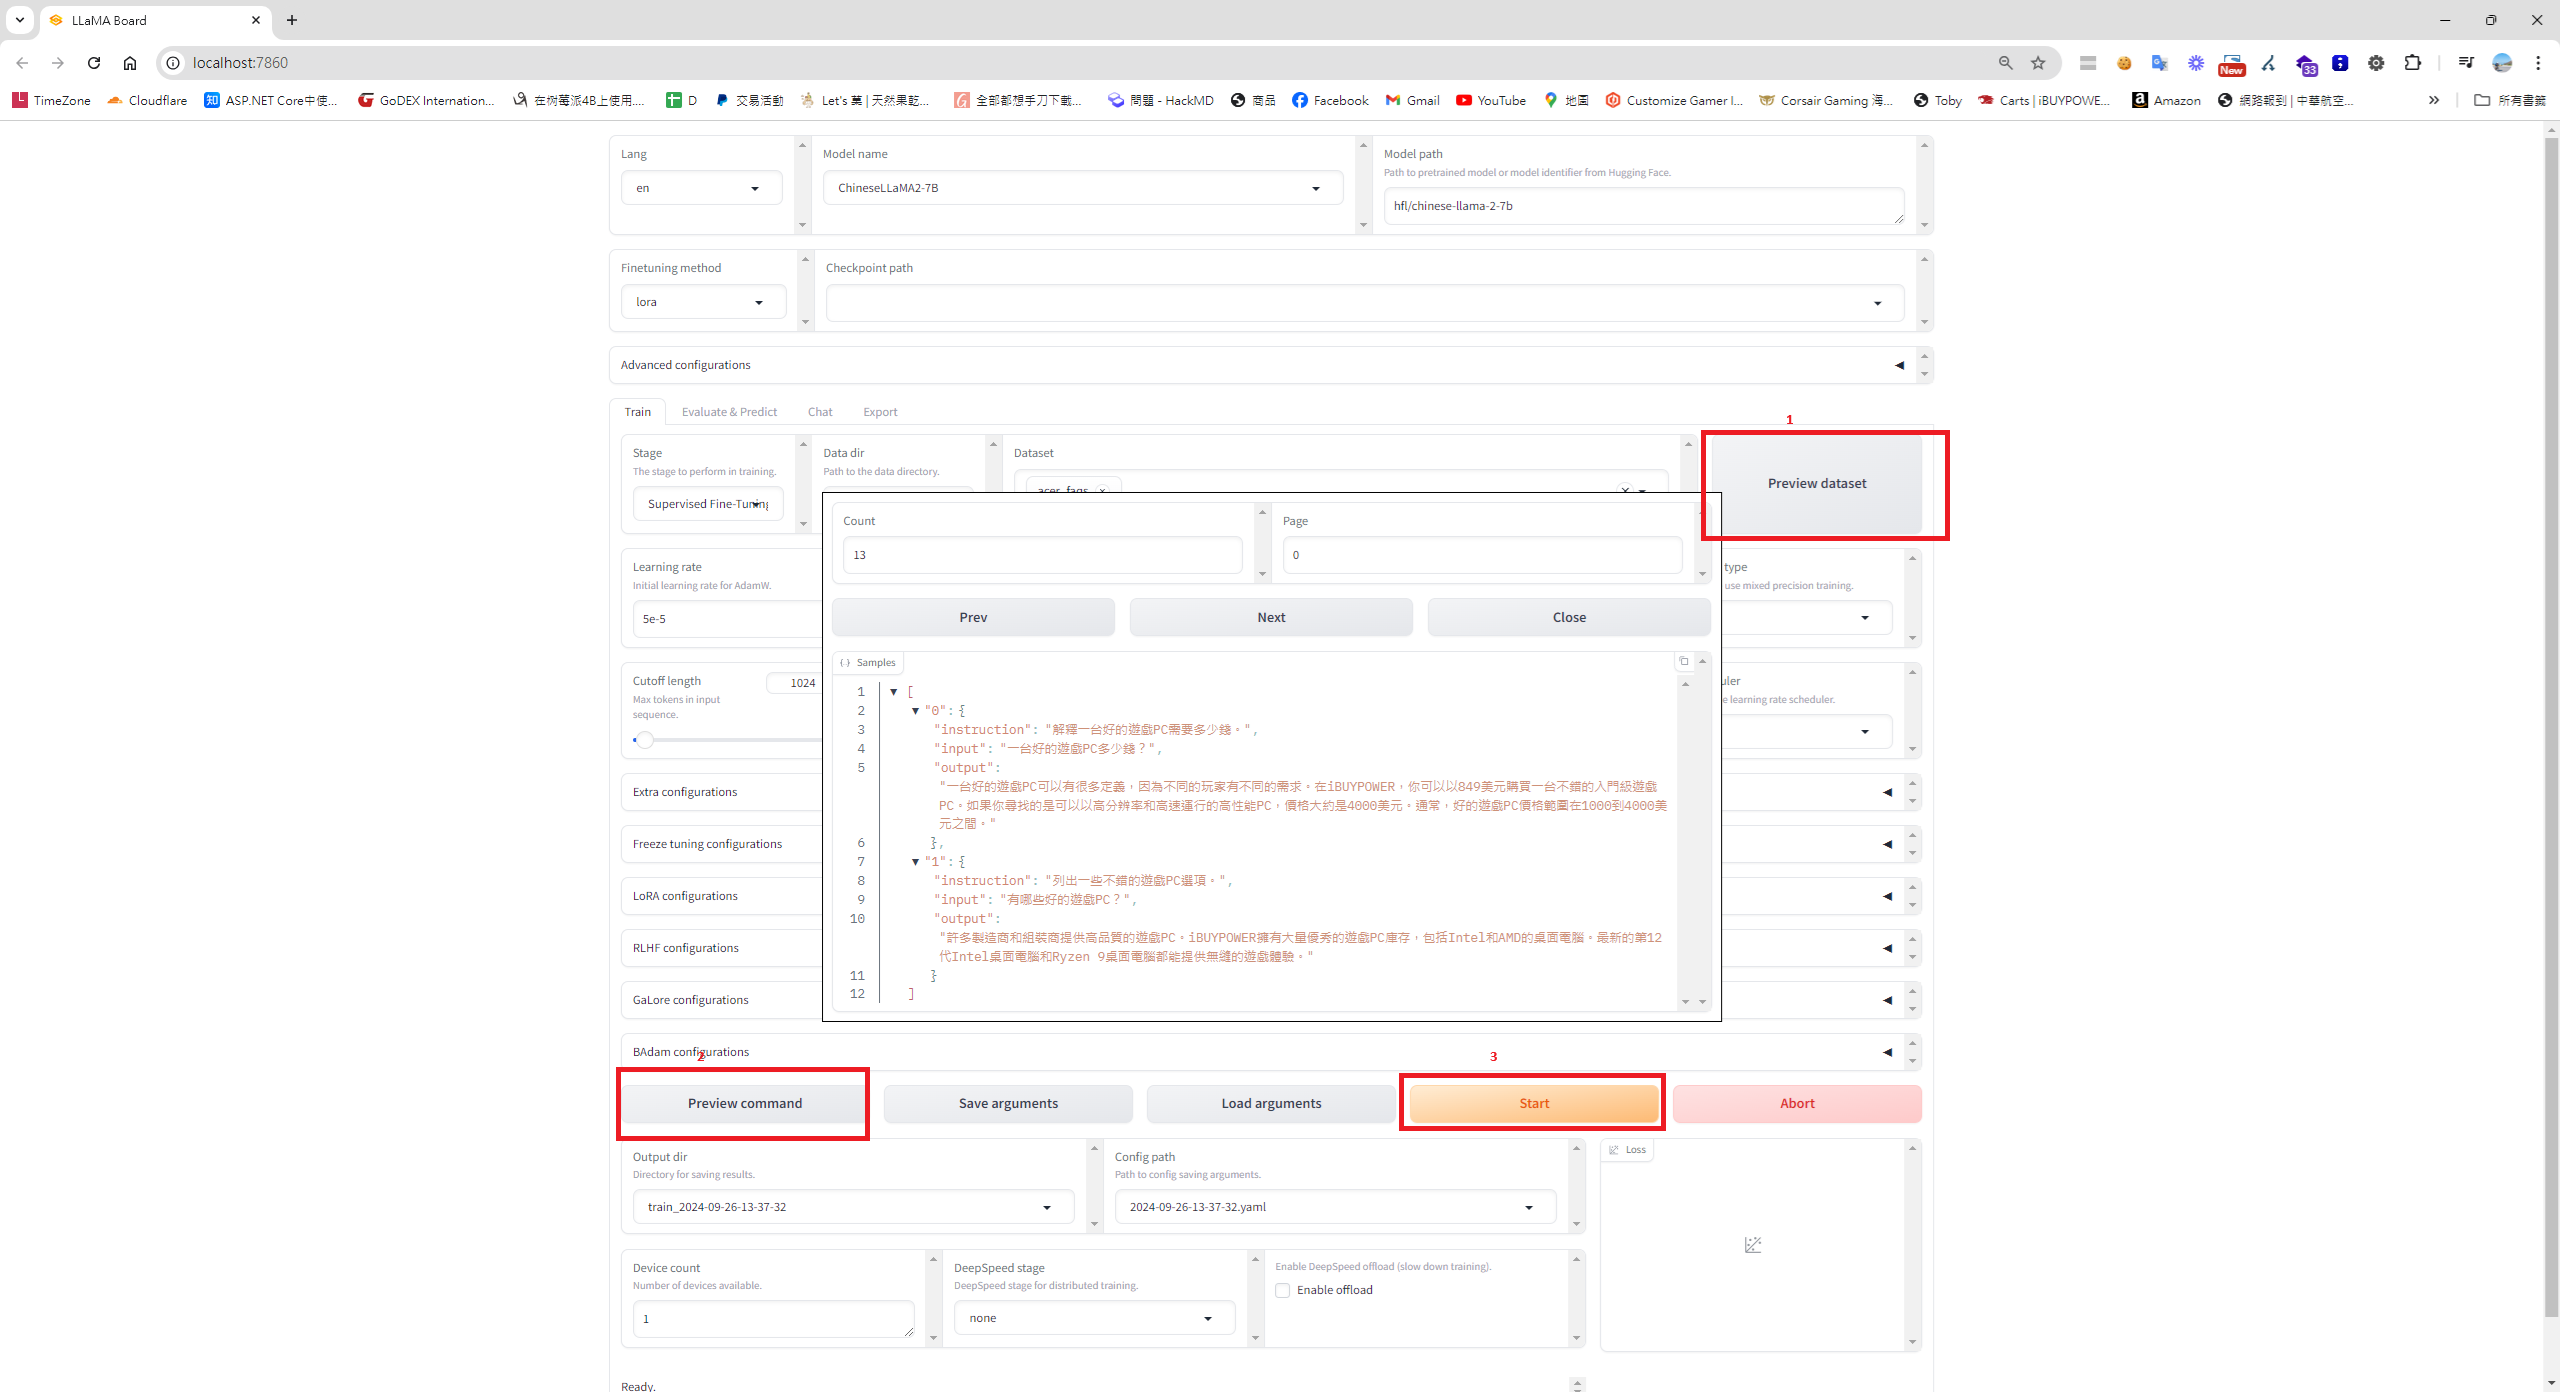 LLaMA Board
localhost:7860
New
33
TimeZone
Cloudflare
ASP.NET Core中使...
GoDEX Internation...
在树莓派4B上使用....
D
交易活動
Let's 菓 | 天然果乾...
全部都想手刀下載...
問題 - HackMD
商品
Facebook
Gmail
YouTube
地圖
Customize Gamer I...
Corsair Gaming 海...
Toby
Carts | iBUYPOWE...
Amazon
網路報到 | 中華航空...
所有書籤
Lang
en
Model name
ChineseLLaMA2-7B
Model path
Path to pretrained model or model identifier from Hugging Face.
hfl/chinese-llama-2-7b
Finetuning method
lora
Checkpoint path
Advanced configurations
Train
Evaluate & Predict
Chat
Export
1
Stage
The stage to perform in training.
Supervised Fine-Tuning
Data dir
Path to the data directory.
Dataset
acer_faqs
Preview dataset
Count
13
Page
0
Prev
Next
Close
Samples
1 [
2 "0": {
3 "instruction": "解釋一台好的遊戲PC需要多少錢。",
4 "input": "一台好的遊戲PC多少錢？",
5 "output":
"一台好的遊戲PC可以有很多定義，因為不同的玩家有不同的需求。在iBUYPOWER，你可以以849美元購買一台不錯的入門級遊戲
PC。如果你尋找的是可以以高分辨率和高速運行的高性能PC，價格大約是4000美元。通常，好的遊戲PC價格範圍在1000到4000美
元之間。"
6 },
7 "1": {
8 "instruction": "列出一些不錯的遊戲PC選項。",
9 "input": "有哪些好的遊戲PC？",
10 "output":
"許多製造商和組裝商提供高品質的遊戲PC。iBUYPOWER擁有大量優秀的遊戲PC庫存，包括Intel和AMD的桌面電腦。最新的第12
代Intel桌面電腦和Ryzen 9桌面電腦都能提供無縫的遊戲體驗。"
11 }
12 ]
Learning rate
Initial learning rate for AdamW.
5e-5
type
use mixed precision training.
Cutoff length
1024
Max tokens in input
sequence.
uler
e learning rate scheduler.
Extra configurations
Freeze tuning configurations
LoRA configurations
RLHF configurations
GaLore configurations
BAdam configurations
2
3
Preview command
Save arguments
Load arguments
Start
Abort
Output dir
Directory for saving results.
train_2024-09-26-13-37-32
Config path
Path to config saving arguments.
2024-09-26-13-37-32.yaml
Loss
Device count
Number of devices available.
1
DeepSpeed stage
DeepSpeed stage for distributed training.
none
Enable DeepSpeed offload (slow down training).
Enable offload
Ready.